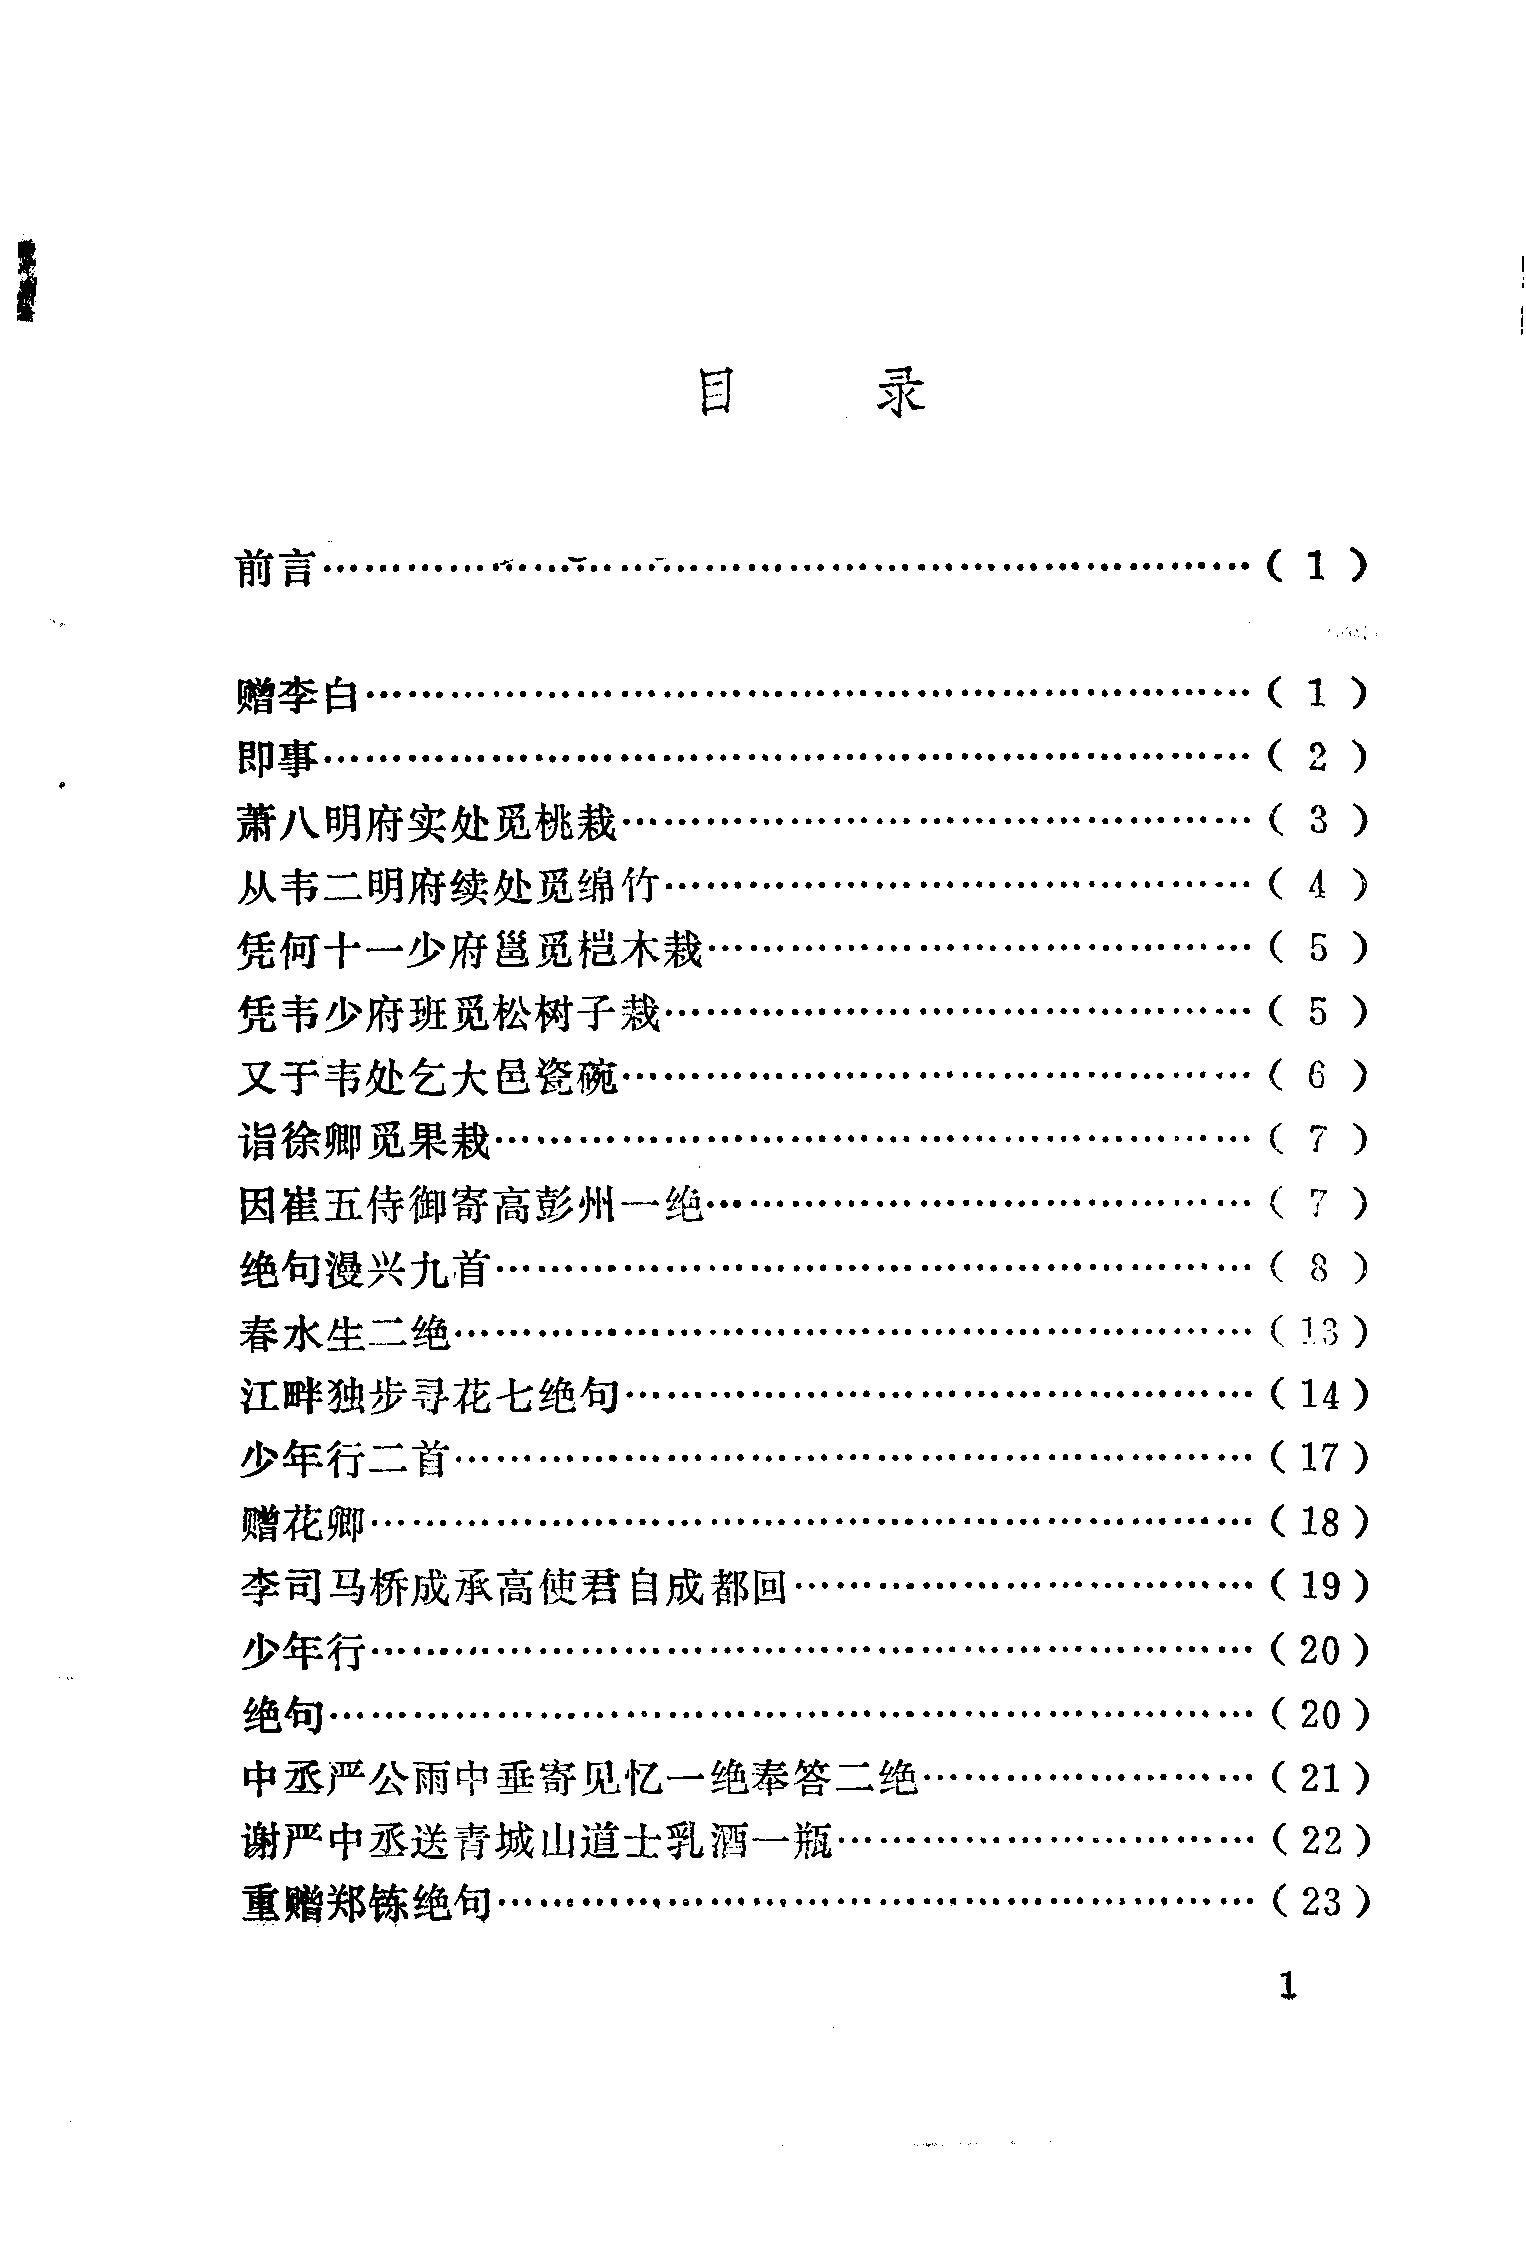 目 录
前言……………………………………………………( 1 )
赠李白…………………………………………………( 1 )
即事……………………………………………………( 2 )
萧八明府实处觅桃栽…………………………………( 3 )
从韦二明府续处觅绵竹………………………………( 4 )
凭何十一少府邕觅桤木栽……………………………( 5 )
凭韦少府班觅松树子栽………………………………( 5 )
又于韦处乞大邑瓷碗…………………………………( 6 )
诣徐卿觅果栽…………………………………………( 7 )
因崔五侍御寄高彭州一绝……………………………( 7 )
绝句漫兴九首…………………………………………( 8 )
春水生二绝……………………………………………(13)
江畔独步寻花七绝句…………………………………(14)
少年行二首……………………………………………(17)
赠花卿…………………………………………………(18)
李司马桥成承高使君自成都回………………………(19)
少年行…………………………………………………(20)
绝句……………………………………………………(20)
中丞严公雨中垂寄见忆一绝奉答二绝………………(21)
谢严中丞送青城山道士乳酒一瓶……………………(22)
重赠郑铼绝句…………………………………………(23)
1